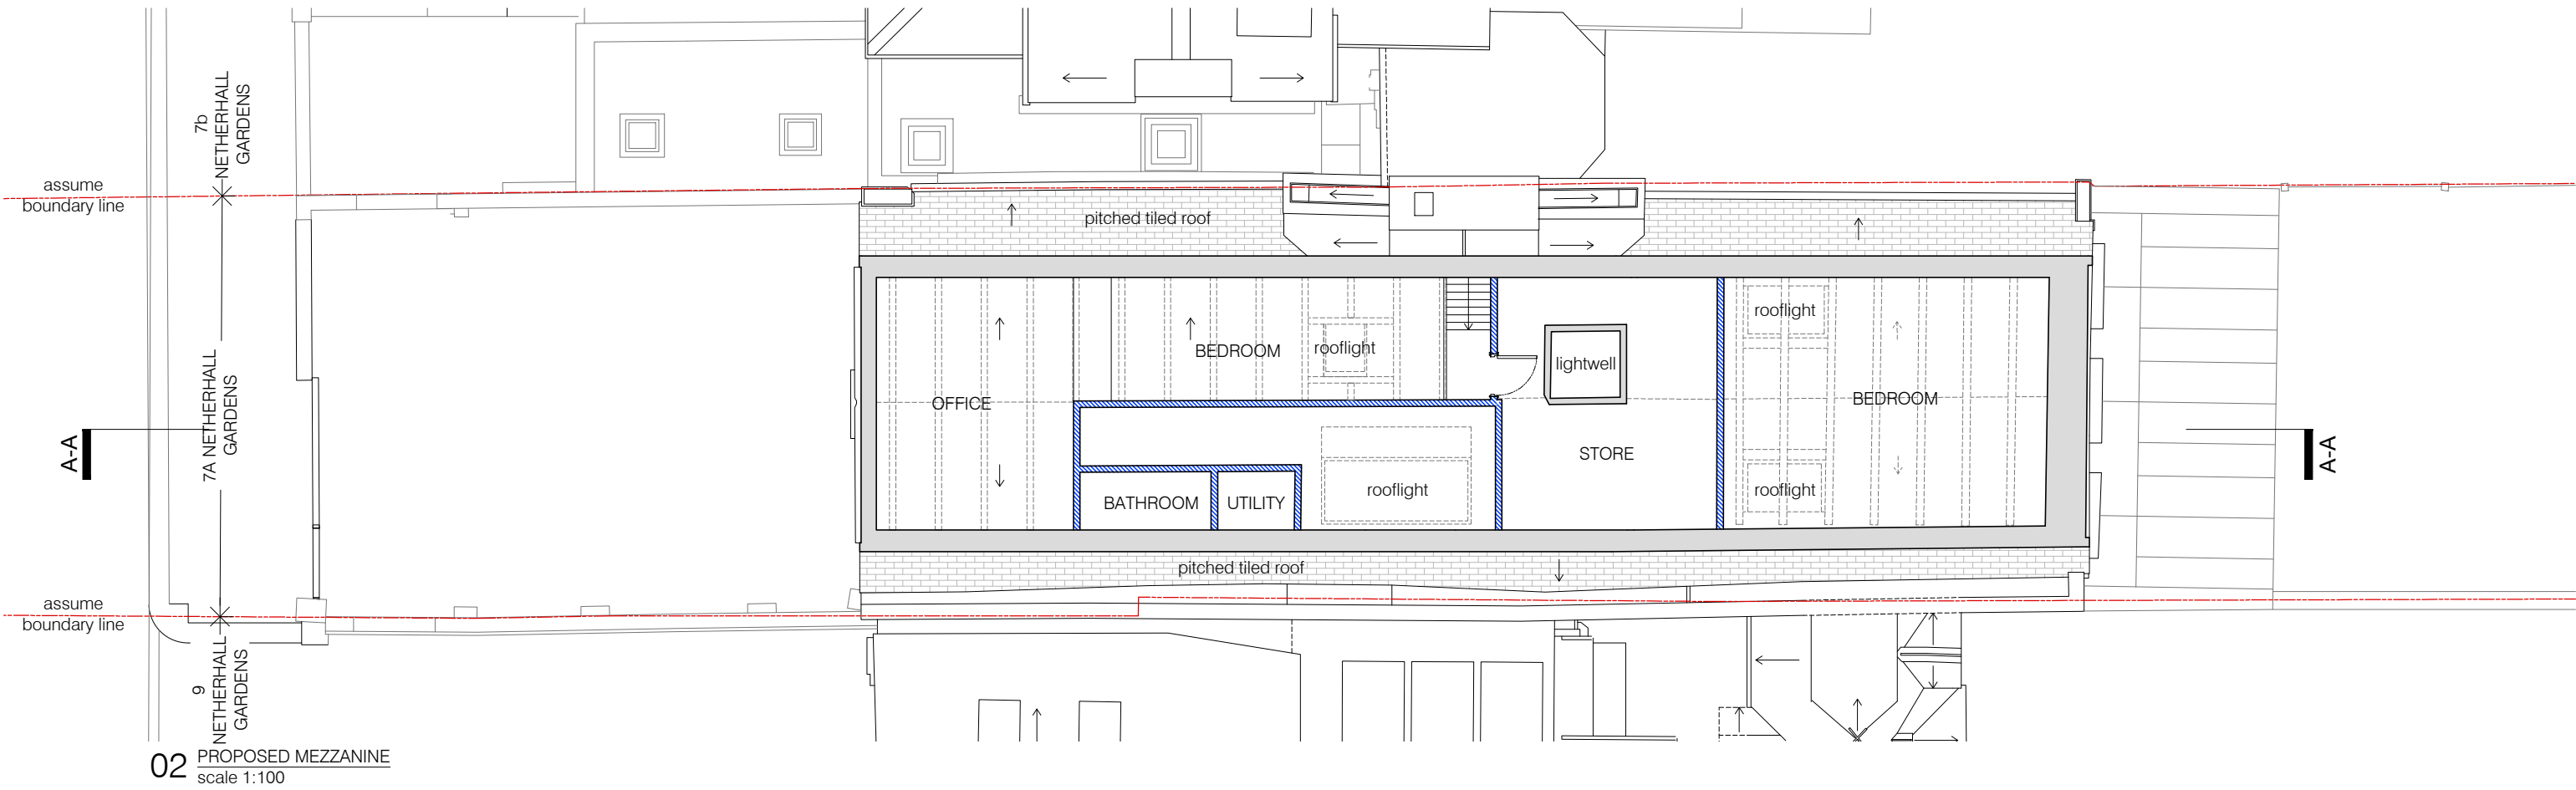 7b
NETHERHALL
GARDENS
assume
boundary line
pitched tiled roof
rooflight
BEDROOM
rooflight
lightwell
7A NETHERHALL
GARDENS
OFFICE
BEDROOM
A-A
A-A
STORE
rooflight
rooflight
BATHROOM
UTILITY
pitched tiled roof
assume
boundary line
9
NETHERHALL
GARDENS
02
PROPOSED MEZZANINE
scale 1:100